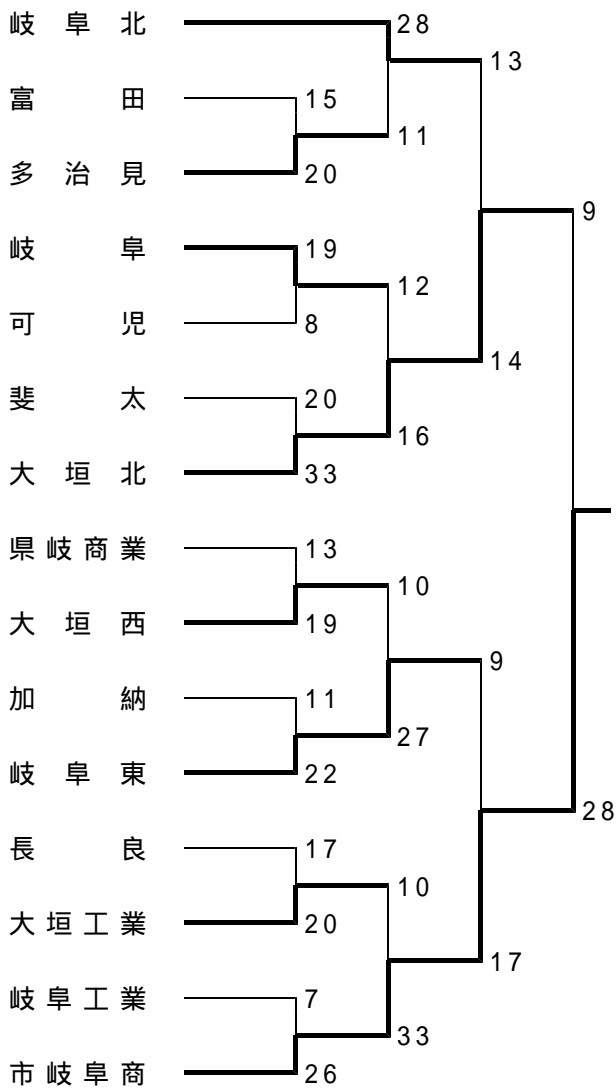 岐阜北 28
13
富田 15
11
多治見 20
9
岐阜 19
12
可児 8
14
斐太 20
16
大垣北 33
県岐商業 13
10
大垣西 19
9
加納 11
27
岐阜東 22
28
長良 17
10
大垣工業 20
17
岐阜工業 7
33
市岐阜商 26